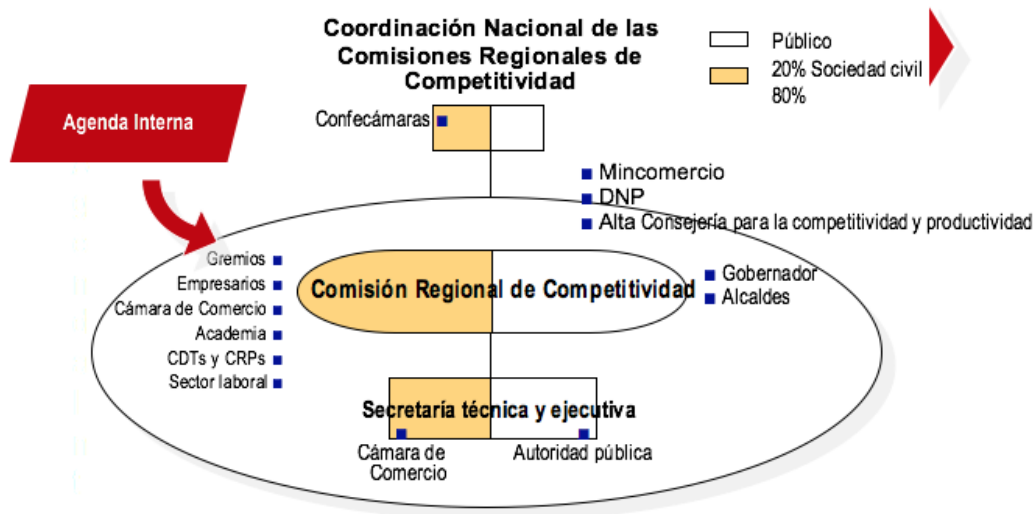 Coordinación Nacional de las
Comisiones Regionales de
Competitividad
Público
20% Sociedad civil
80%
Agenda Interna
Confecámaras
Mincomercio
DNP
Alta Consejería para la competitividad y productividad
Gremios
Empresarios
Cámara de Comercio
Academia
CDTs y CRPs
Sector laboral
Comisión Regional de Competitividad
Gobernador
Alcaldes
Secretaría técnica y ejecutiva
Cámara de
Comercio
Autoridad pública